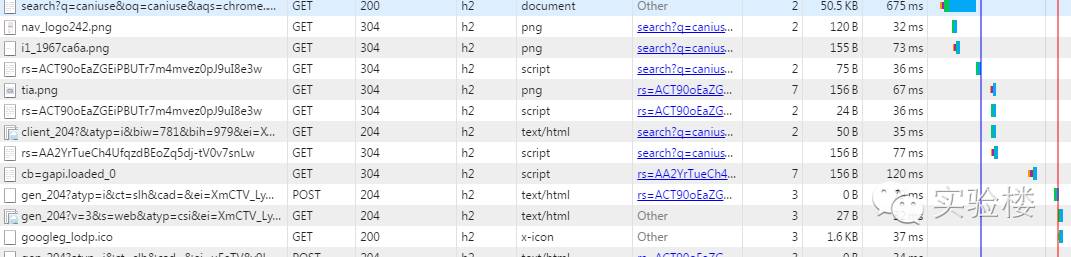 search?q=caniuse&oq=caniuse&aqs=chrome.... GET 200 h2 document Other 2 50.5 KB 675 ms
nav_logo242.png GET 304 h2 png search?q=canius... 2 120 B 32 ms
i1_1967ca6a.png GET 304 h2 png search?q=canius... 155 B 73 ms
rs=ACT90oEaZGEiPBUTr7m4mvez0pJ9uI8e3w GET 304 h2 script search?q=canius... 2 75 B 36 ms
tia.png GET 304 h2 png rs=ACT90oEaZG... 7 156 B 67 ms
rs=ACT90oEaZGEiPBUTr7m4mvez0pJ9uI8e3w GET 304 h2 script search?q=canius... 2 24 B 36 ms
client_204?&atyp=i&biw=781&bih=979&ei=X... GET 204 h2 text/html search?q=canius... 2 50 B 35 ms
rs=AA2YrTueCh4UfqzdBEoZq5dj-tV0v7snLw GET 304 h2 script search?q=canius... 156 B 77 ms
cb=gapi.loaded_0 GET 304 h2 script rs=AA2YrTueCh4... 7 156 B 120 ms
gen_204?atyp=i&ct=slh&cad=&ei=XmCTV_Ly... POST 204 h2 text/html rs=ACT90oEaZG... 3 0 B ms
实验楼
gen_204?v=3&s=web&atyp=csi&ei=XmCTV_Ly... GET 204 h2 text/html Other 3 27 B ms
googleg_lodp.ico GET 200 h2 x-icon Other 3 1.6 KB 37 ms
POST 204 h2 text/html 3 0 B 34 ms